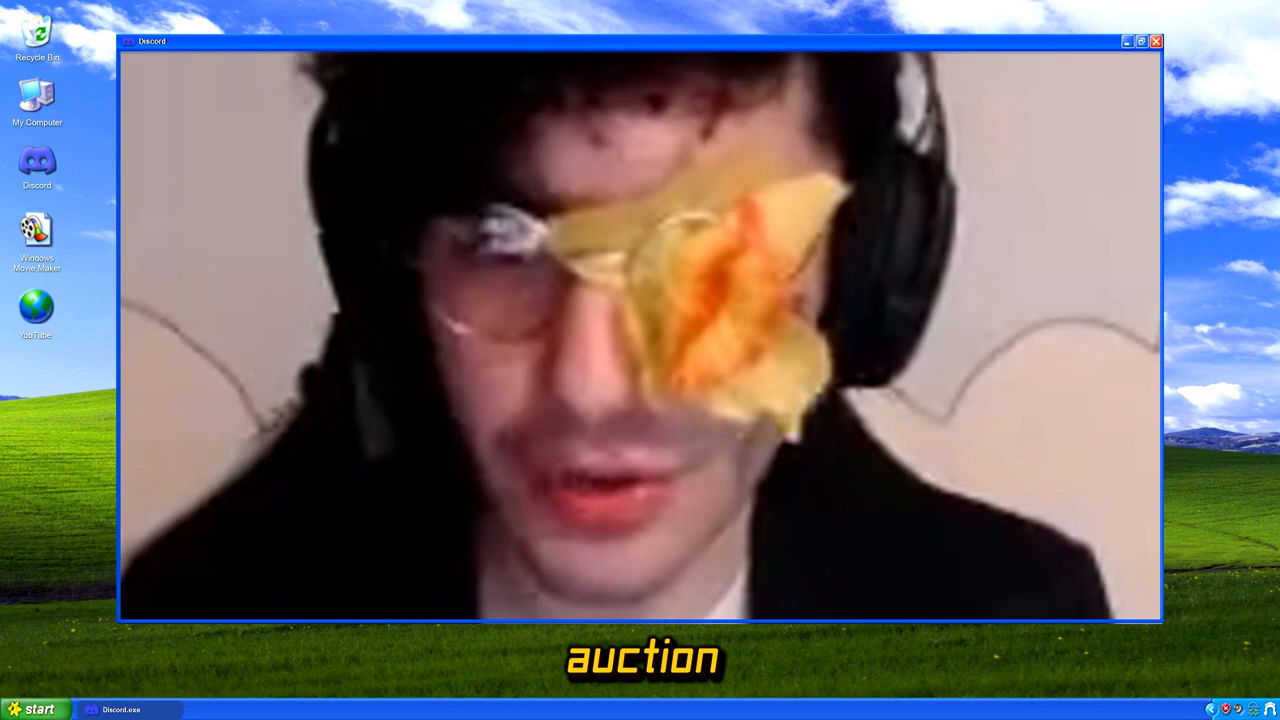 Discord
Recycle Bin
My Computer
Discord
Windows
Movie Maker
YouTube
auction
start
Discord.exe